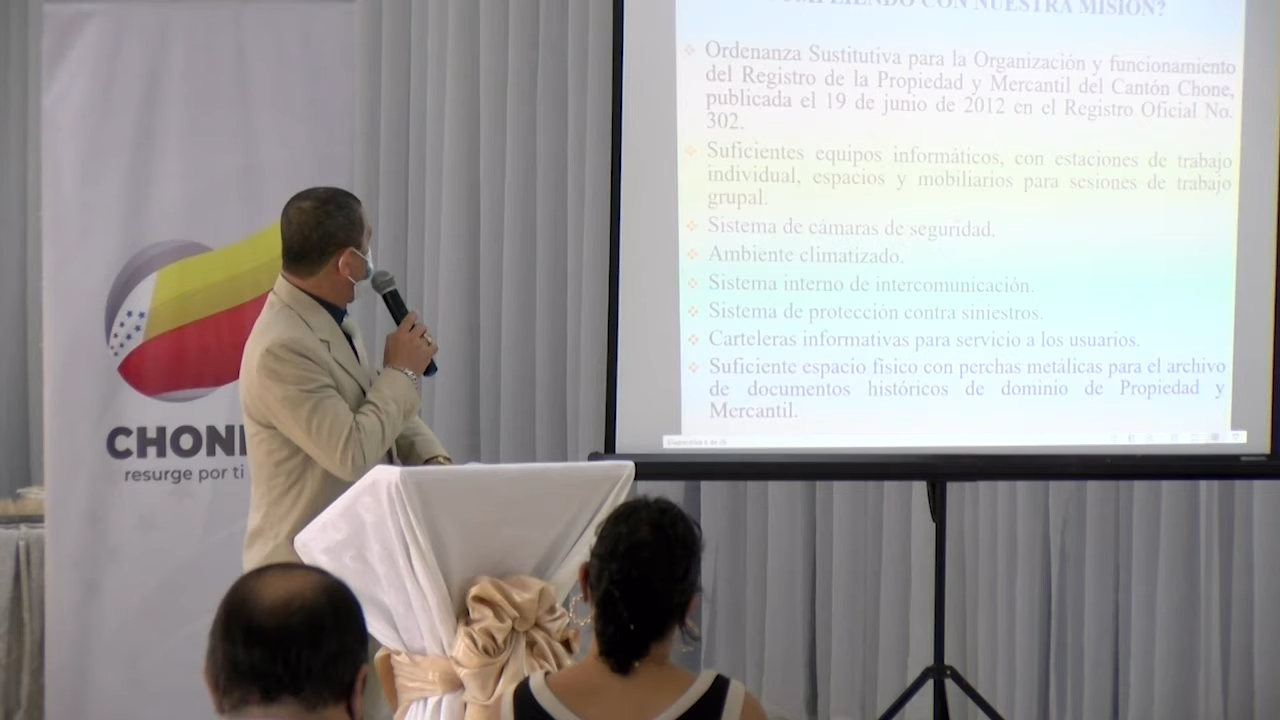 CON NUESTRA MISIÓN?
Ordenanza Sustitutiva para la Organización y funcionamiento
del Registro de la Propiedad y Mercantil del Cantón Chone,
publicada el 19 de junio de 2012 en el Registro Oficial No.
302.
Suficientes equipos informáticos, con estaciones de trabajo
individual, espacios y mobiliarios para sesiones de trabajo
grupal.
Sistema de cámaras de seguridad.
Ambiente climatizado.
Sistema interno de intercomunicación.
Sistema de protección contra siniestros.
Carteleras informativas para servicio a los usuarios.
Suficiente espacio físico con perchas metálicas para el archivo
de documentos históricos de dominio de Propiedad y
Mercantil.
CHON
resurge por ti